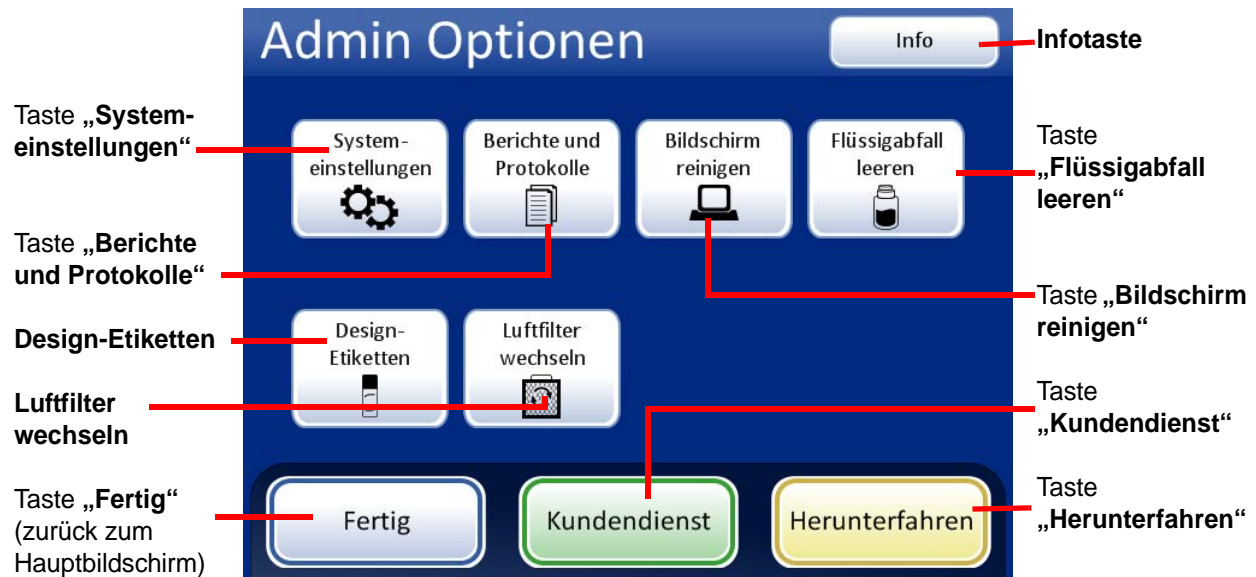 Admin Optionen
Info
Infotaste
Taste „System-
einstellungen“
System-
einstellungen
Berichte und
Protokolle
Bildschirm
reinigen
Flüssigabfall
leeren
Taste
„Flüssigabfall
leeren“
Taste „Berichte
und Protokolle“
Taste „Bildschirm
reinigen“
Design-Etiketten
Design-
Etiketten
Luftfilter
wechseln
Luftfilter
wechseln
Taste
„Kundendienst“
Taste „Fertig“
(zurück zum
Hauptbildschirm)
Fertig
Kundendienst
Herunterfahren
Taste
„Herunterfahren“